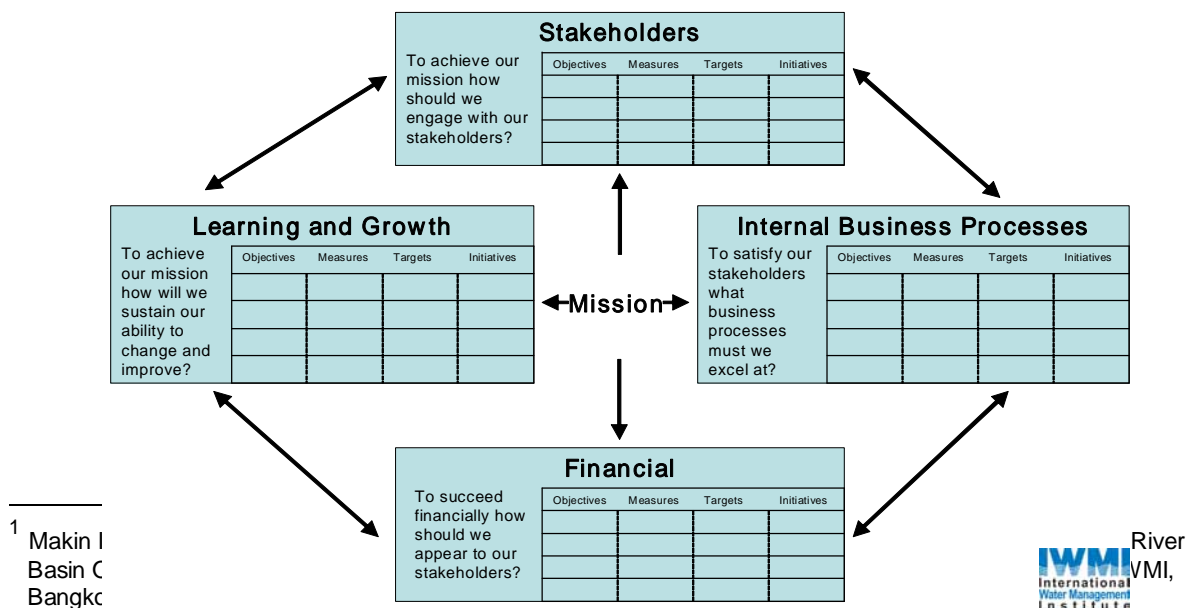 Stakeholders
To achieve our
mission how
should we
engage with our
stakeholders?
Objectives Measures Targets Initiatives
Learning and Growth
To achieve
our mission
how will we
sustain our
ability to
change and
improve?
Objectives Measures Targets Initiatives
Mission
Internal Business Processes
To satisfy our
stakeholders
what
business
processes
must we
excel at?
Objectives Measures Targets Initiatives
Financial
To succeed
financially how
should we
appear to our
stakeholders?
Objectives Measures Targets Initiatives
1 Makin River
Basin
IWMI
International
Water Management
Institute